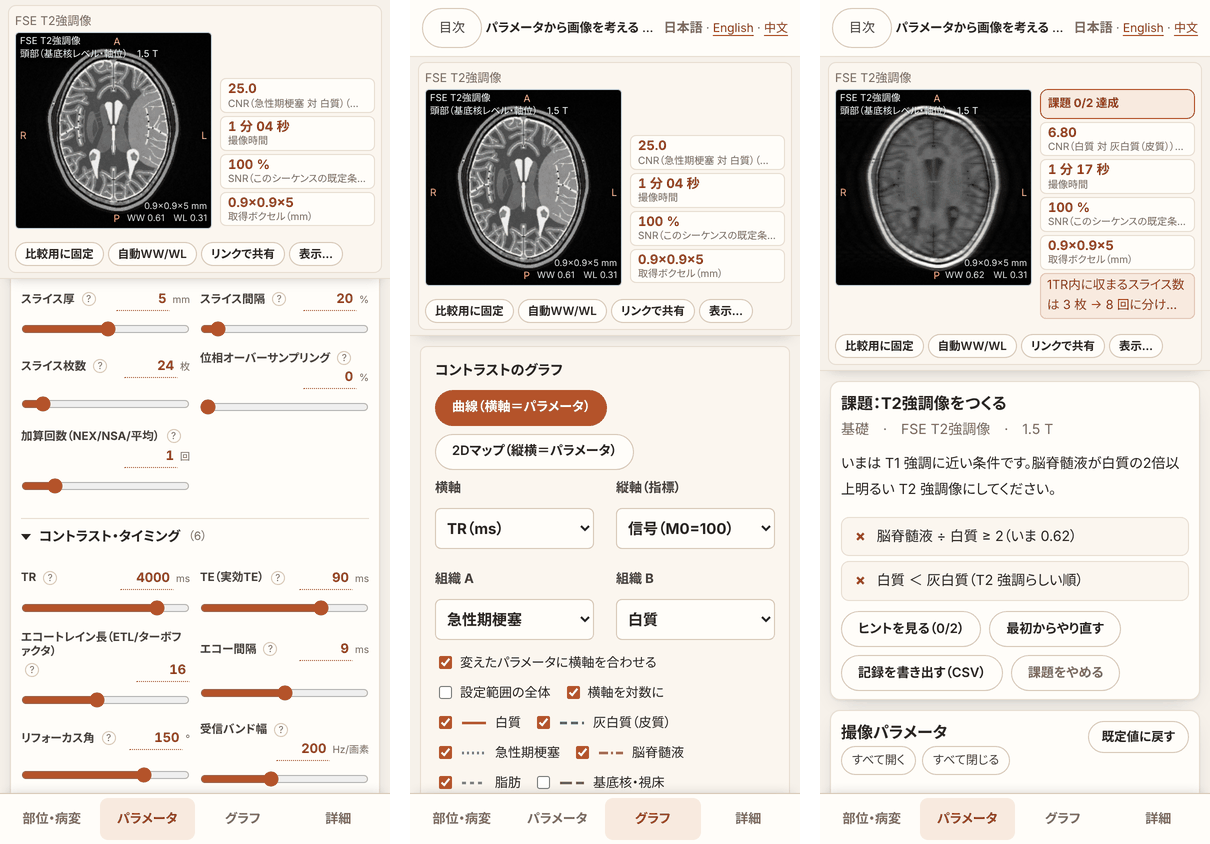 FSE T2強調像
FSE T2強調像
A
頭部（基底核レベル・軸位） 1.5 T
R
L
0.9×0.9×5 mm
P
WW 0.61 WL 0.31
25.0
CNR（急性期梗塞 対 白質）（…
1 分 04 秒
撮像時間
100 %
SNR（このシーケンスの既定条…
0.9×0.9×5
取得ボクセル（mm）
比較用に固定
自動WW/WL
リンクで共有
表示…
スライス厚 ? 5 mm
スライス間隔 ? 20 %
スライス枚数 ? 24 枚
位相オーバーサンプリング ?
0 %
加算回数（NEX/NSA/平均） ?
1 回
▼ コントラスト・タイミング （6）
TR ? 4000 ms
TE（実効TE） ? 90 ms
エコートレイン長（ETL/ターボファクタ）
? 16
エコー間隔 ? 9 ms
リフォーカス角 ? 150 °
受信バンド幅 ?
200 Hz/画素
部位・病変
パラメータ
グラフ
詳細
目次
パラメータから画像を考える …
日本語 · English · 中文
FSE T2強調像
FSE T2強調像
A
頭部（基底核レベル・軸位） 1.5 T
R
L
0.9×0.9×5 mm
P
WW 0.61 WL 0.31
25.0
CNR（急性期梗塞 対 白質）（…
1 分 04 秒
撮像時間
100 %
SNR（このシーケンスの既定条…
0.9×0.9×5
取得ボクセル（mm）
比較用に固定
自動WW/WL
リンクで共有
表示…
コントラストのグラフ
曲線（横軸＝パラメータ）
2Dマップ（縦横＝パラメータ）
横軸
縦軸（指標）
TR（ms）
信号（M0=100）
組織 A
組織 B
急性期梗塞
白質
変えたパラメータに横軸を合わせる
設定範囲の全体
横軸を対数に
白質
灰白質（皮質）
急性期梗塞
脳脊髄液
脂肪
基底核・視床
部位・病変
パラメータ
グラフ
詳細
目次
パラメータから画像を考える …
日本語 · English · 中文
FSE T2強調像
FSE T2強調像
A
頭部（基底核レベル・軸位） 1.5 T
R
L
0.9×0.9×5 mm
P
WW 0.62 WL 0.31
課題 0/2 達成
6.80
CNR（白質 対 灰白質（皮質））…
1 分 17 秒
撮像時間
100 %
SNR（このシーケンスの既定条…
0.9×0.9×5
取得ボクセル（mm）
1TR内に収まるスライス数
は 3 枚 → 8 回に分け…
比較用に固定
自動WW/WL
リンクで共有
表示…
課題：T2強調像をつくる
基礎 · FSE T2強調像 · 1.5 T
いまは T1 強調に近い条件です。脳脊髄液が白質の2倍以
上明るい T2 強調像にしてください。
× 脳脊髄液 ÷ 白質 ≥ 2（いま 0.62）
× 白質 ＜ 灰白質（T2 強調らしい順）
ヒントを見る（0/2）
最初からやり直す
記録を書き出す（CSV）
課題をやめる
撮像パラメータ
既定値に戻す
すべて開く
すべて閉じる
部位・病変
パラメータ
グラフ
詳細